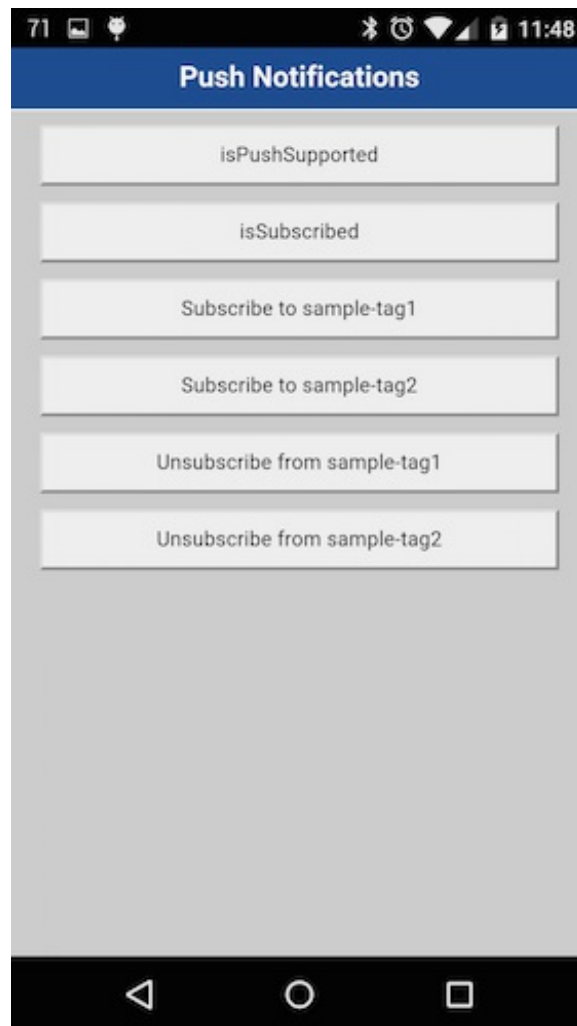 71 11:48
Push Notifications
isPushSupported
isSubscribed
Subscribe to sample-tag1
Subscribe to sample-tag2
Unsubscribe from sample-tag1
Unsubscribe from sample-tag2